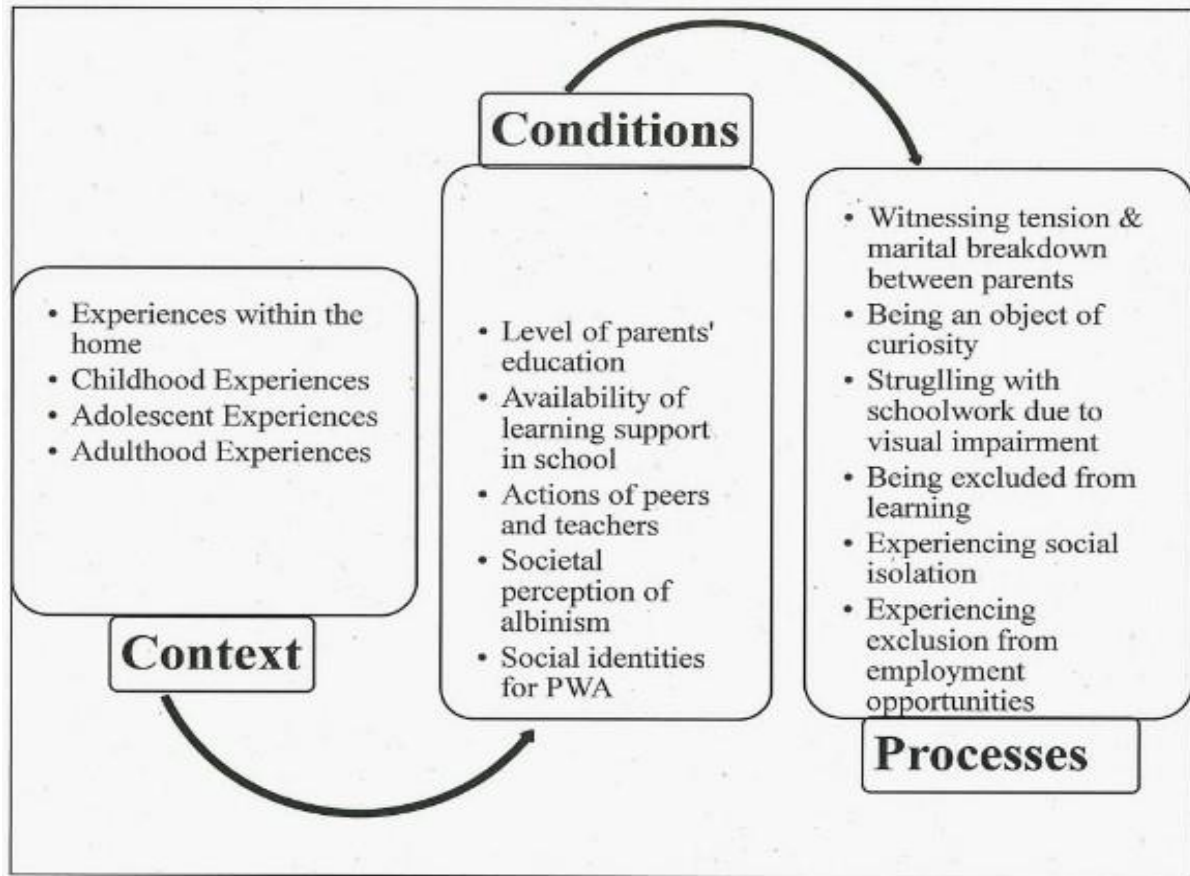 Context
• Experiences within the
home
• Childhood Experiences
• Adolescent Experiences
• Adulthood Experiences
Conditions
• Level of parents'
education
• Availability of
learning support
in school
• Actions of peers
and teachers
• Societal
perception of
albinism
• Social identities
for PWA
• Witnessing tension &
marital breakdown
between parents
• Being an object of
curiosity
• Struglling with
schoolwork due to
visual impairment
• Being excluded from
learning
• Experiencing social
isolation
• Experiencing
exclusion from
employment
opportunities
Processes